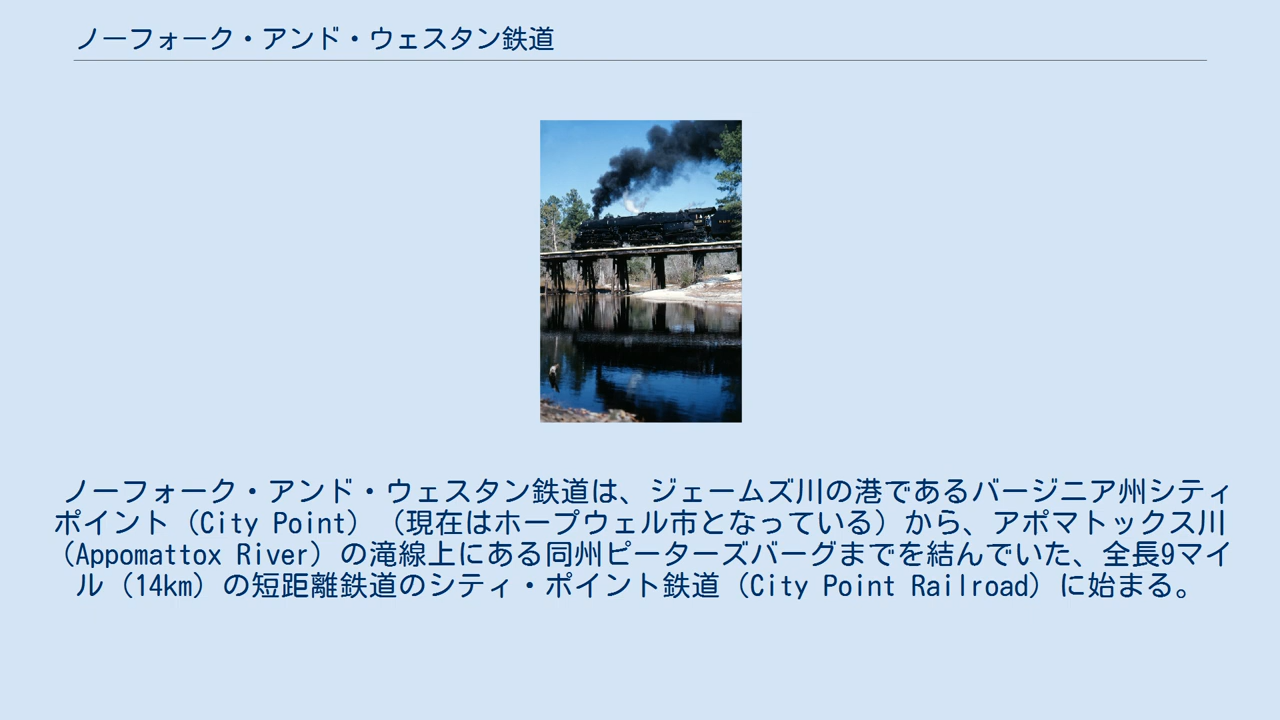 ノーフォーク・アンド・ウェスタン鉄道
ノーフォーク・アンド・ウェスタン鉄道は、ジェームズ川の港であるバージニア州シティ
ポイント（City Point）（現在はホープウェル市となっている）から、アポマトックス川
（Appomattox River）の滝線上にある同州ピーターズバーグまでを結んでいた、全長9マイ
ル（14km）の短距離鉄道のシティ・ポイント鉄道（City Point Railroad）に始まる。